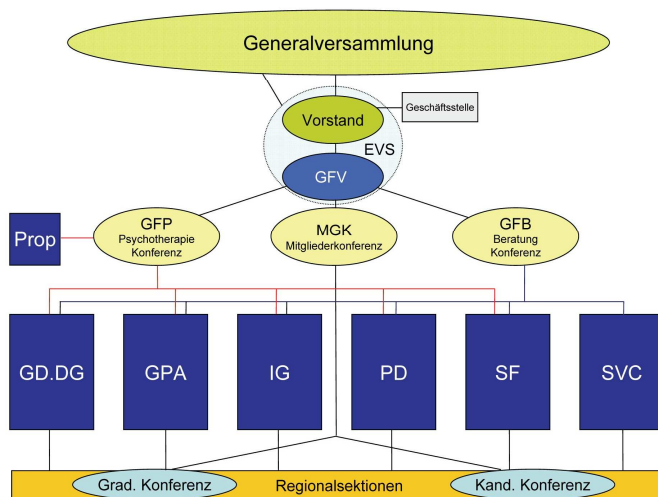 Generalversammlung
Vorstand
Geschäftsstelle
EVS
GFV
Prop
GFP
Psychotherapie
Konferenz
MGK
Mitgliederkonferenz
GFB
Beratung
Konferenz
GD.DG
GPA
IG
PD
SF
SVC
Grad. Konferenz
Regionalsektionen
Kand. Konferenz